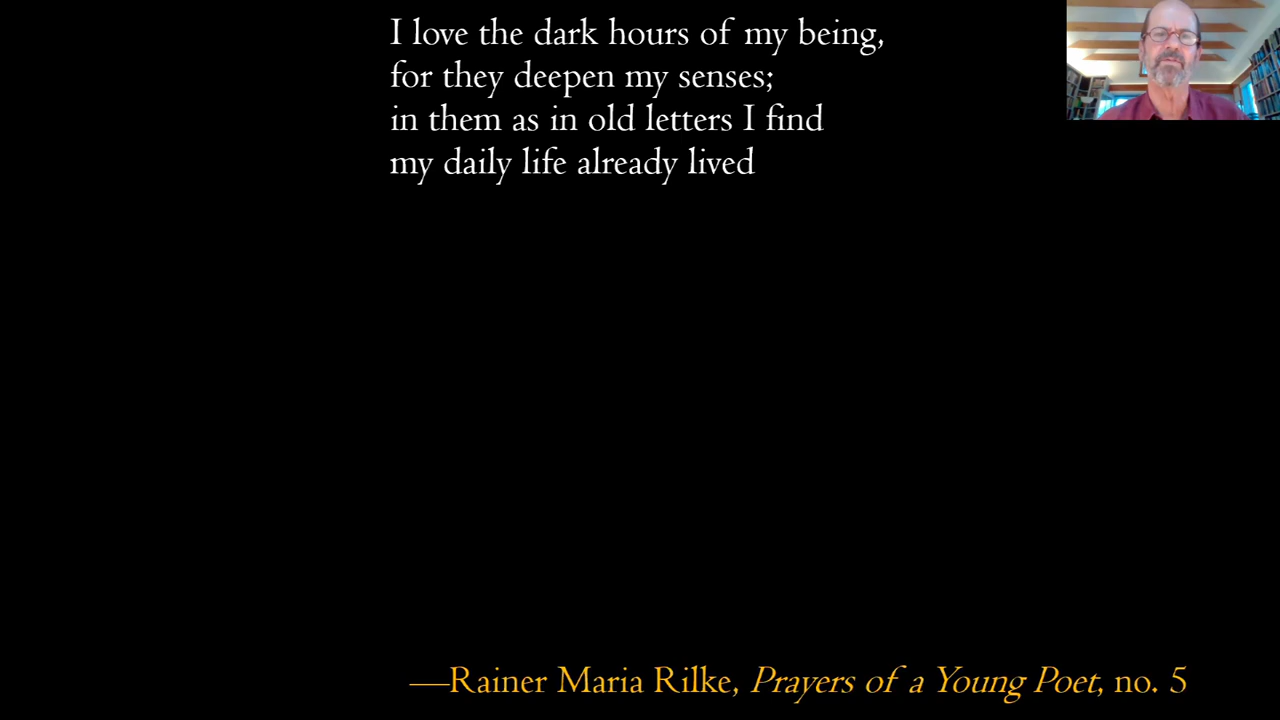 I love the dark hours of my being,
for they deepen my senses;
in them as in old letters I find
my daily life already lived
—Rainer Maria Rilke, Prayers of a Young Poet, no. 5